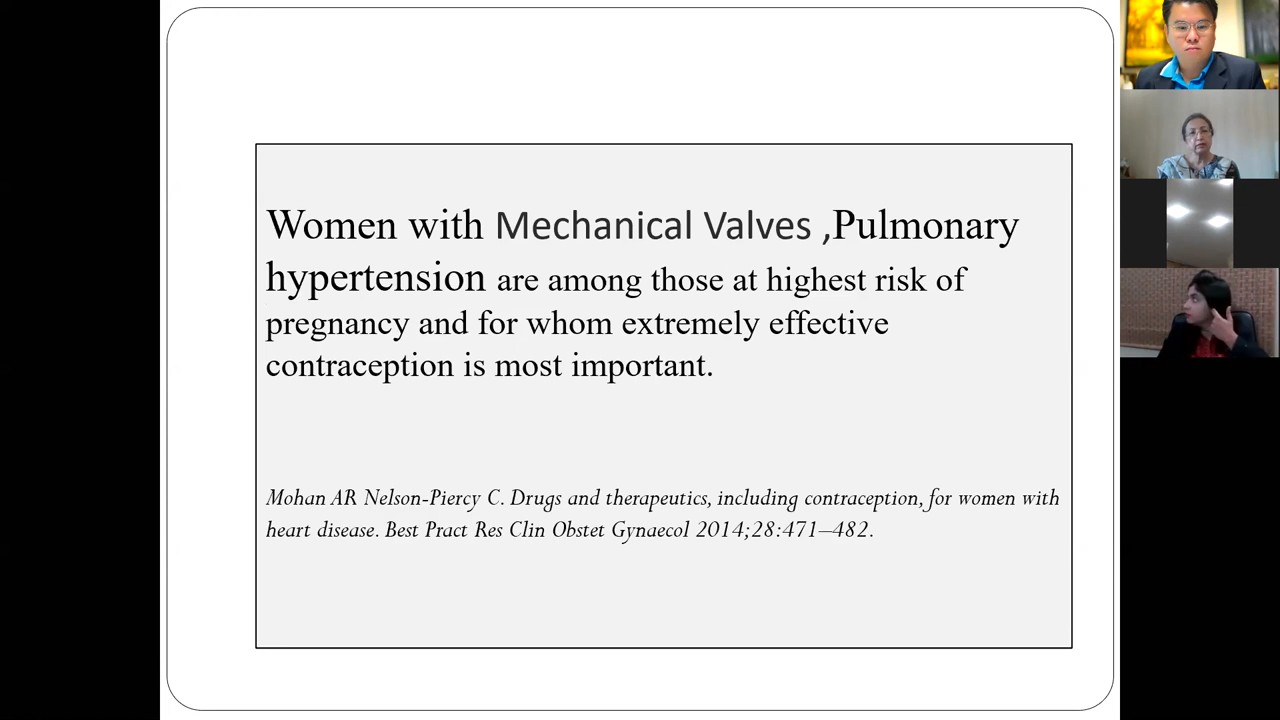 Women with Mechanical Valves ,Pulmonary
hypertension are among those at highest risk of
pregnancy and for whom extremely effective
contraception is most important.
Mohan AR Nelson-Piercy C. Drugs and therapeutics, including contraception, for women with
heart disease. Best Pract Res Clin Obstet Gynaecol 2014;28:471–482.